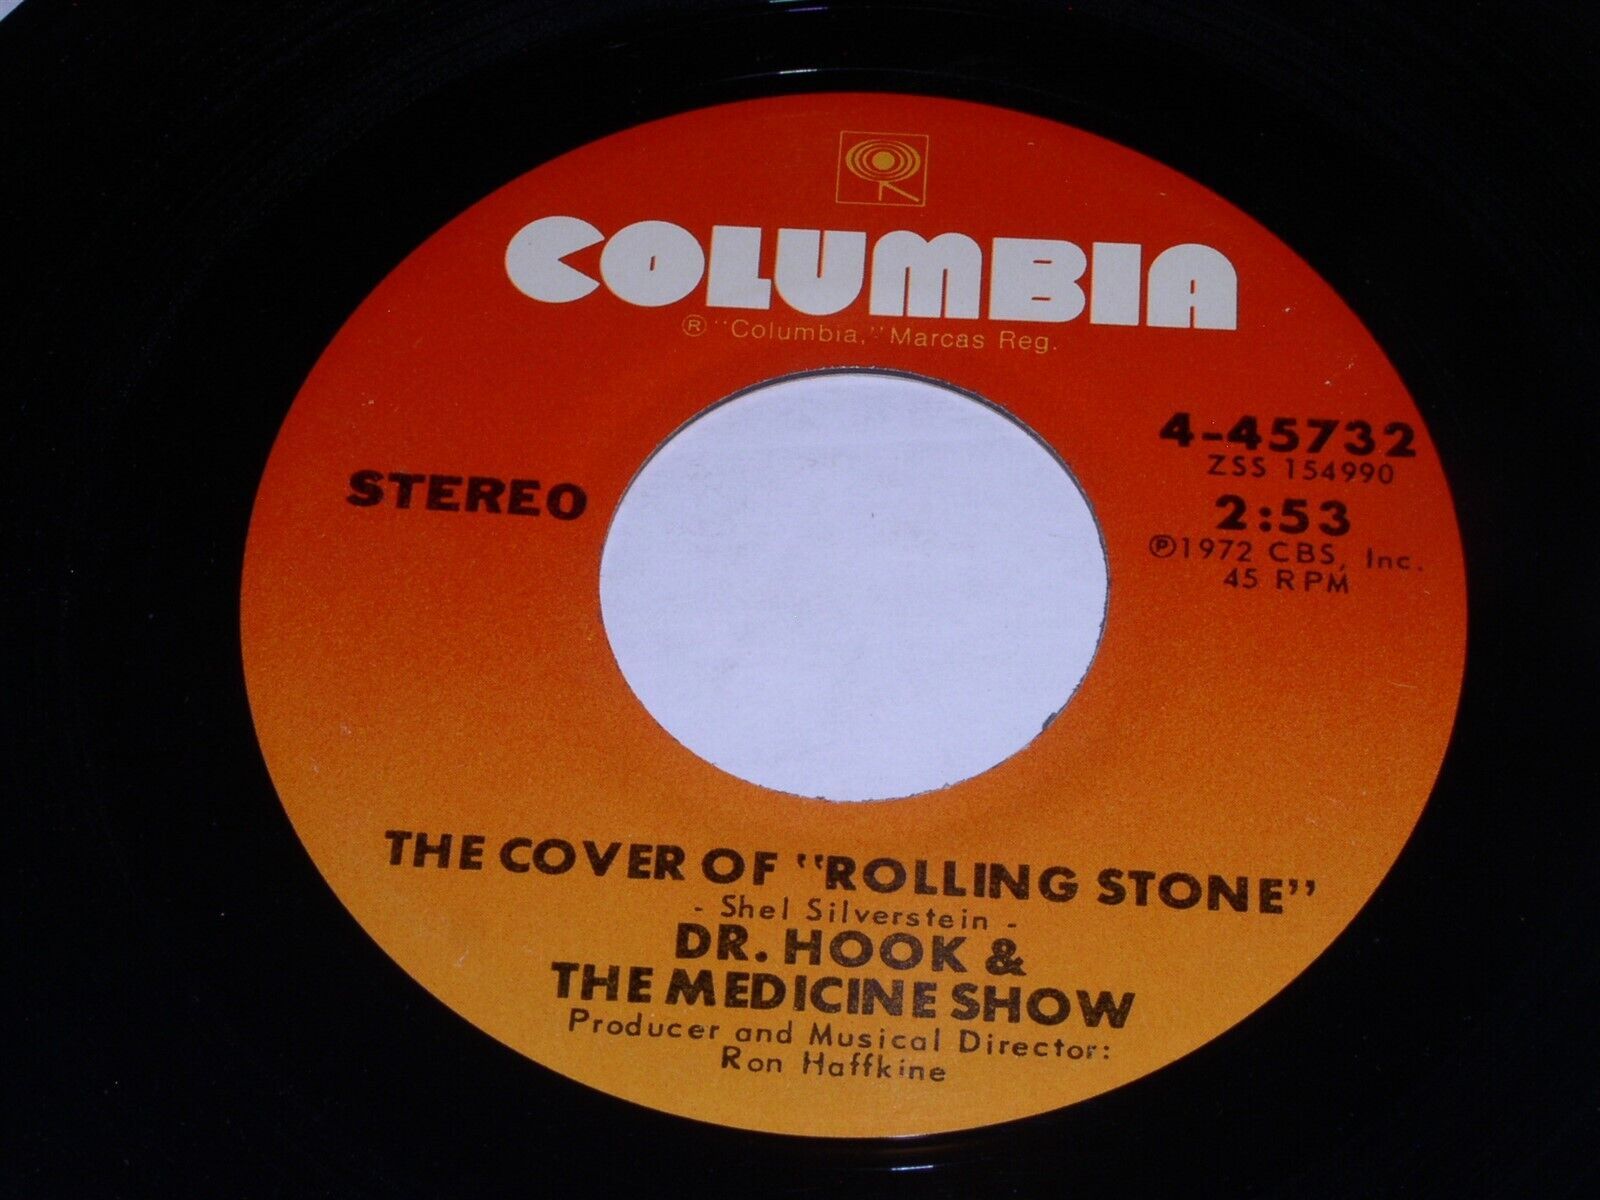 COLUMBIA
® "Columbia," Marcas Reg.
STEREO
4-45732
ZSS 154990
2:53
℗1972 CBS, Inc.
45 RPM
THE COVER OF "ROLLING STONE"
- Shel Silverstein -
DR. HOOK &
THE MEDICINE SHOW
Producer and Musical Director:
Ron Haffkine